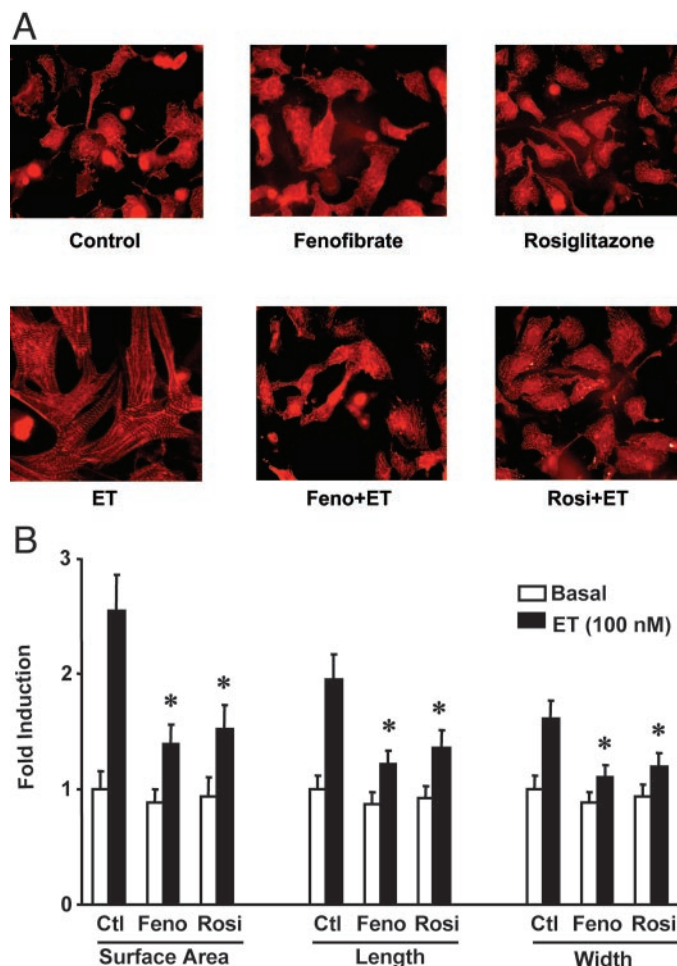 A
Control Fenofibrate Rosiglitazone
ET Feno+ET Rosi+ET
B
3
Basal
ET (100 nM)
2
* *
* *
* *
1
0
Fold Induction
Ctl Feno Rosi Ctl Feno Rosi Ctl Feno Rosi
Surface Area Length Width